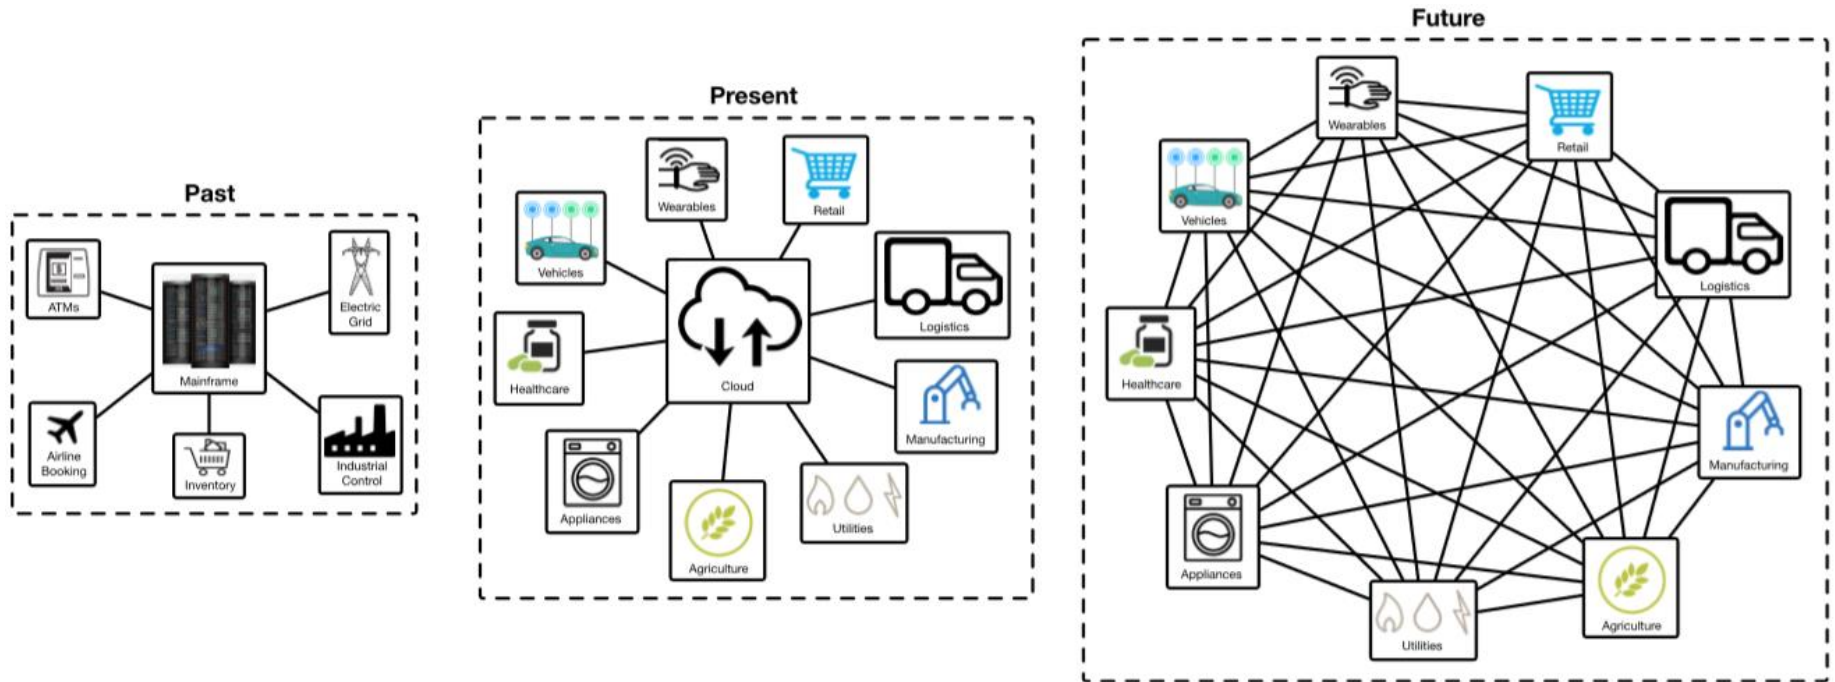 Past
ATMs
Mainframe
Electric
Grid
Airline
Booking
Inventory
Industrial
Control
Present
Wearables
Retail
Vehicles
Logistics
Healthcare
Cloud
Manufacturing
Appliances
Utilities
Agriculture
Future
Wearables
Retail
Vehicles
Logistics
Healthcare
Manufacturing
Appliances
Agriculture
Utilities